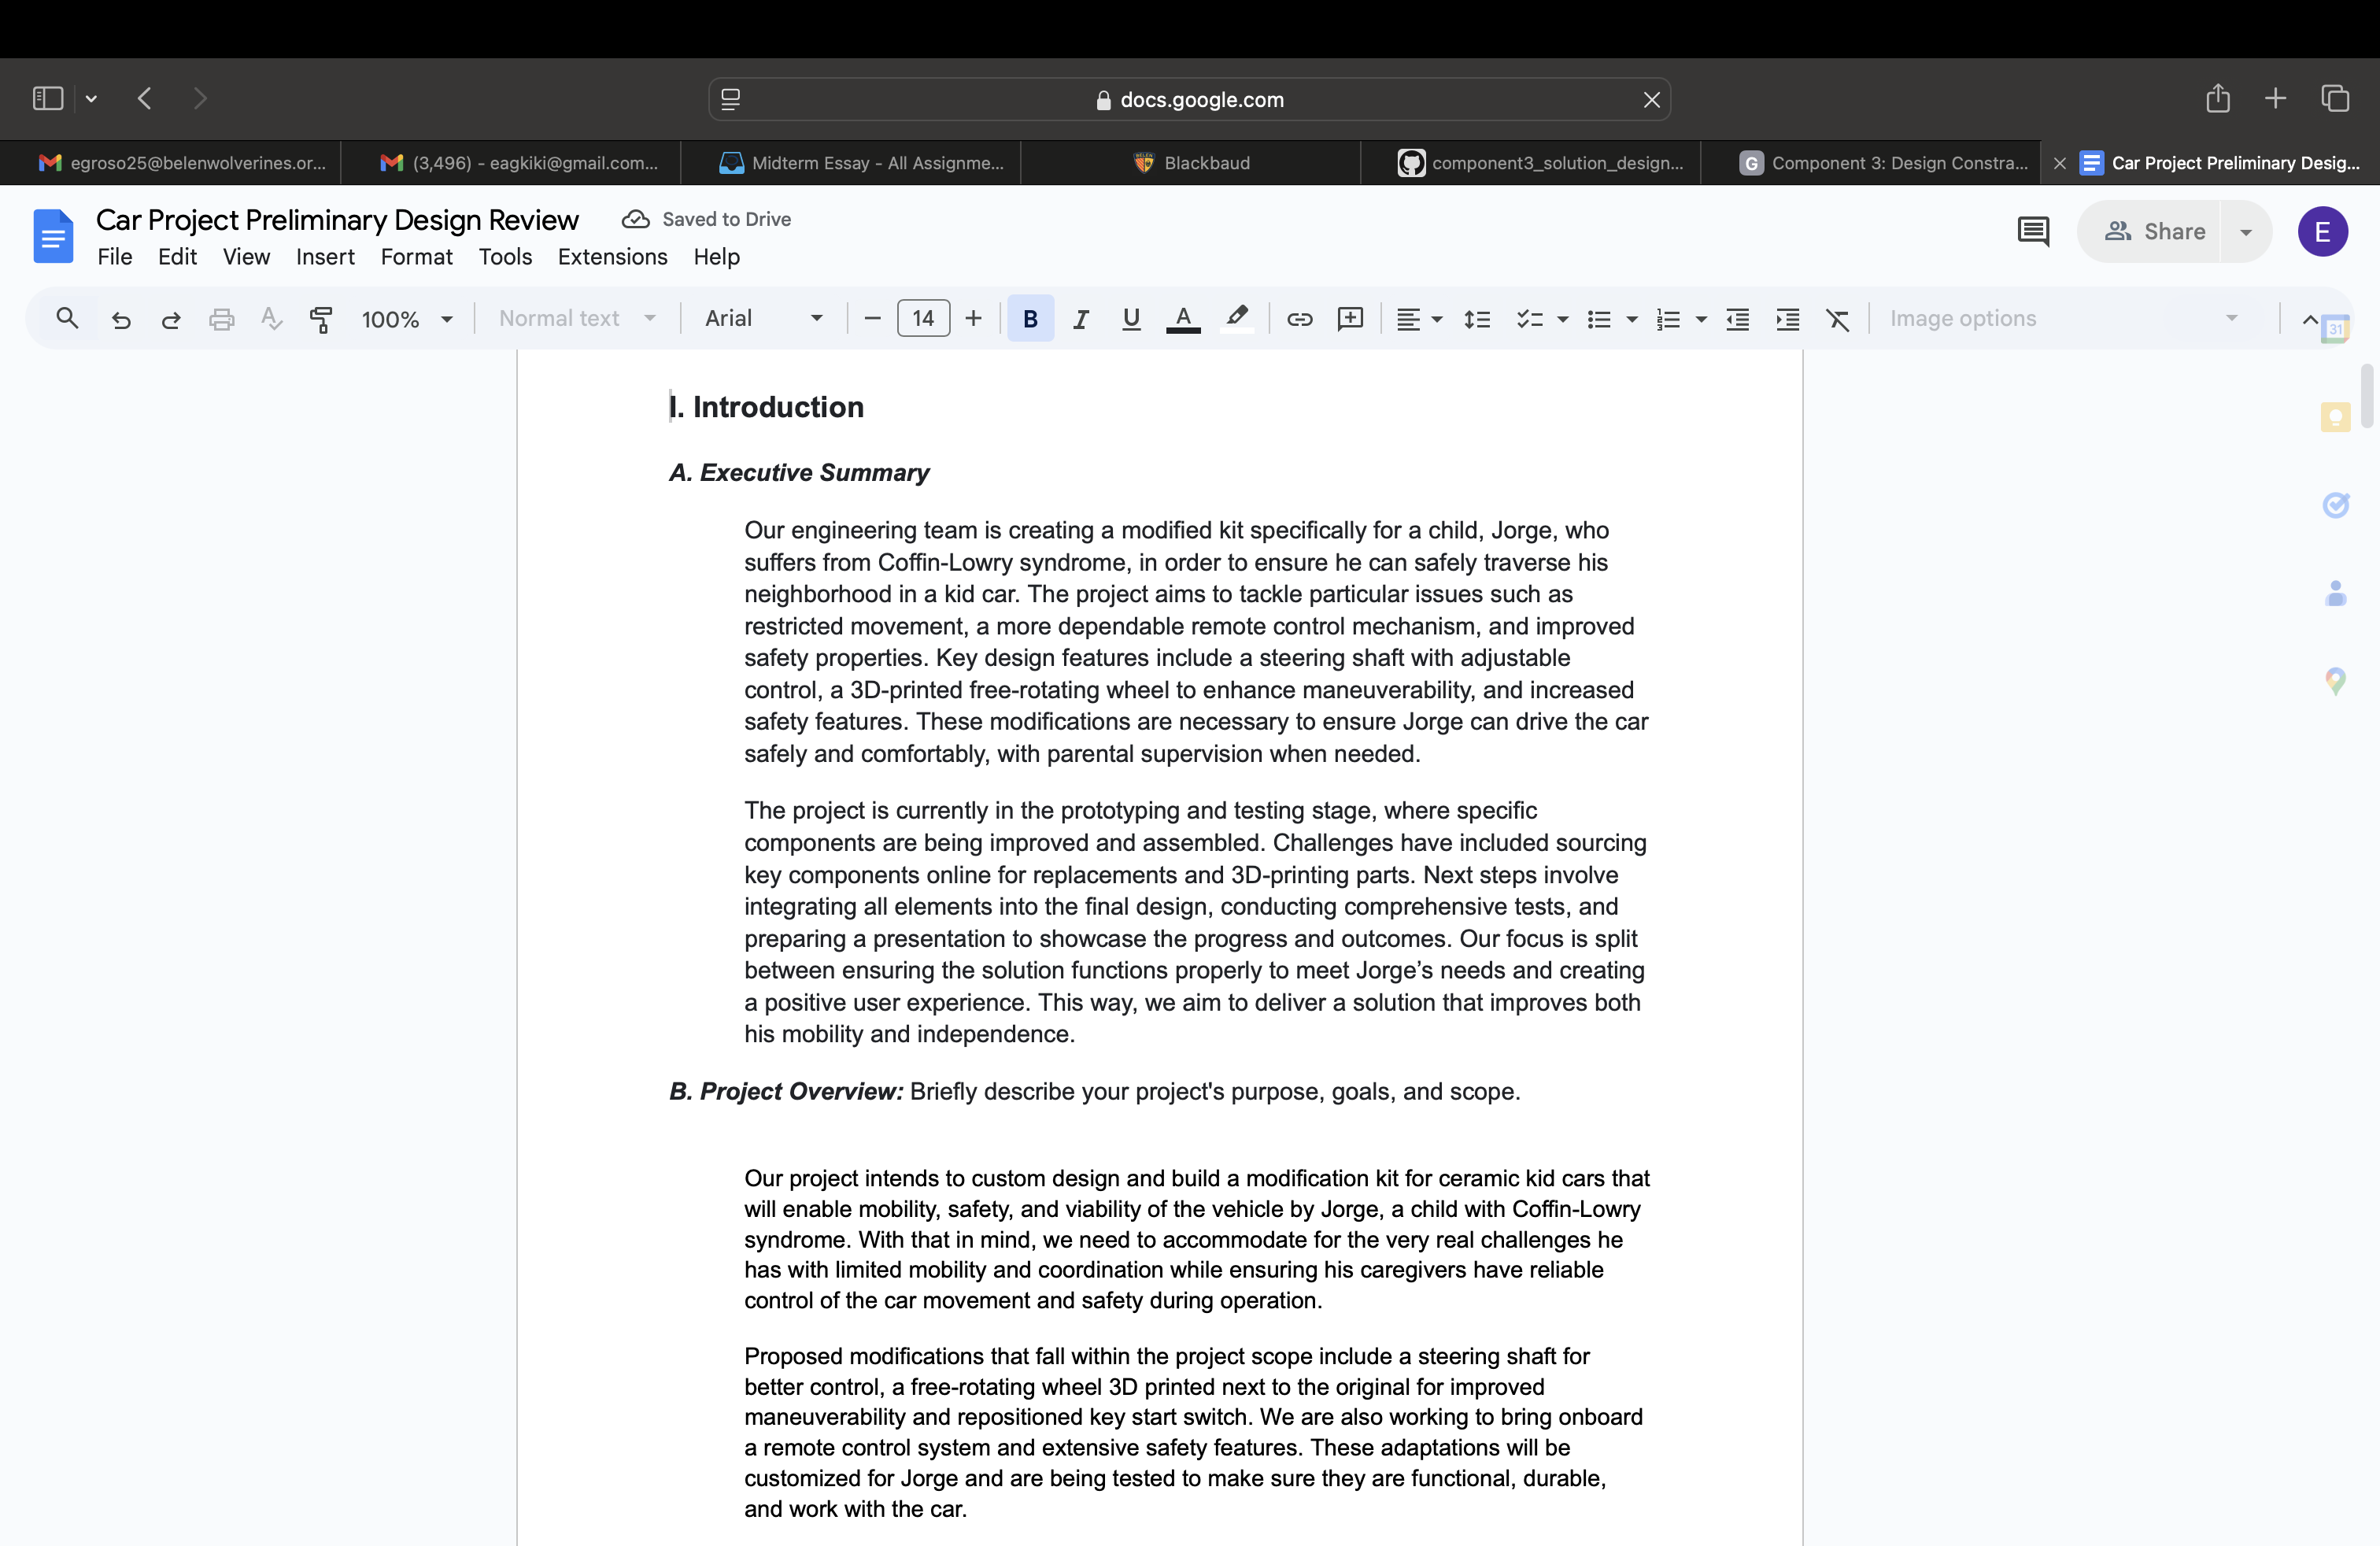 docs.google.com
egroso25@belenwolverines.or...
(3,496) - eagkiki@gmail.com...
Midterm Essay - All Assignme...
Blackbaud
component3_solution_design...
G
Component 3: Design Constra...
Car Project Preliminary Desig...
Car Project Preliminary Design Review
Saved to Drive
File Edit View Insert Format Tools Extensions Help
Share
E
100%
Normal text
Arial
14
B
I
U
A
Image options
31
I. Introduction
A. Executive Summary
Our engineering team is creating a modified kit specifically for a child, Jorge, who
suffers from Coffin-Lowry syndrome, in order to ensure he can safely traverse his
neighborhood in a kid car. The project aims to tackle particular issues such as
restricted movement, a more dependable remote control mechanism, and improved
safety properties. Key design features include a steering shaft with adjustable
control, a 3D-printed free-rotating wheel to enhance maneuverability, and increased
safety features. These modifications are necessary to ensure Jorge can drive the car
safely and comfortably, with parental supervision when needed.
The project is currently in the prototyping and testing stage, where specific
components are being improved and assembled. Challenges have included sourcing
key components online for replacements and 3D-printing parts. Next steps involve
integrating all elements into the final design, conducting comprehensive tests, and
preparing a presentation to showcase the progress and outcomes. Our focus is split
between ensuring the solution functions properly to meet Jorge’s needs and creating
a positive user experience. This way, we aim to deliver a solution that improves both
his mobility and independence.
B. Project Overview: Briefly describe your project's purpose, goals, and scope.
Our project intends to custom design and build a modification kit for ceramic kid cars that
will enable mobility, safety, and viability of the vehicle by Jorge, a child with Coffin-Lowry
syndrome. With that in mind, we need to accommodate for the very real challenges he
has with limited mobility and coordination while ensuring his caregivers have reliable
control of the car movement and safety during operation.
Proposed modifications that fall within the project scope include a steering shaft for
better control, a free-rotating wheel 3D printed next to the original for improved
maneuverability and repositioned key start switch. We are also working to bring onboard
a remote control system and extensive safety features. These adaptations will be
customized for Jorge and are being tested to make sure they are functional, durable,
and work with the car.